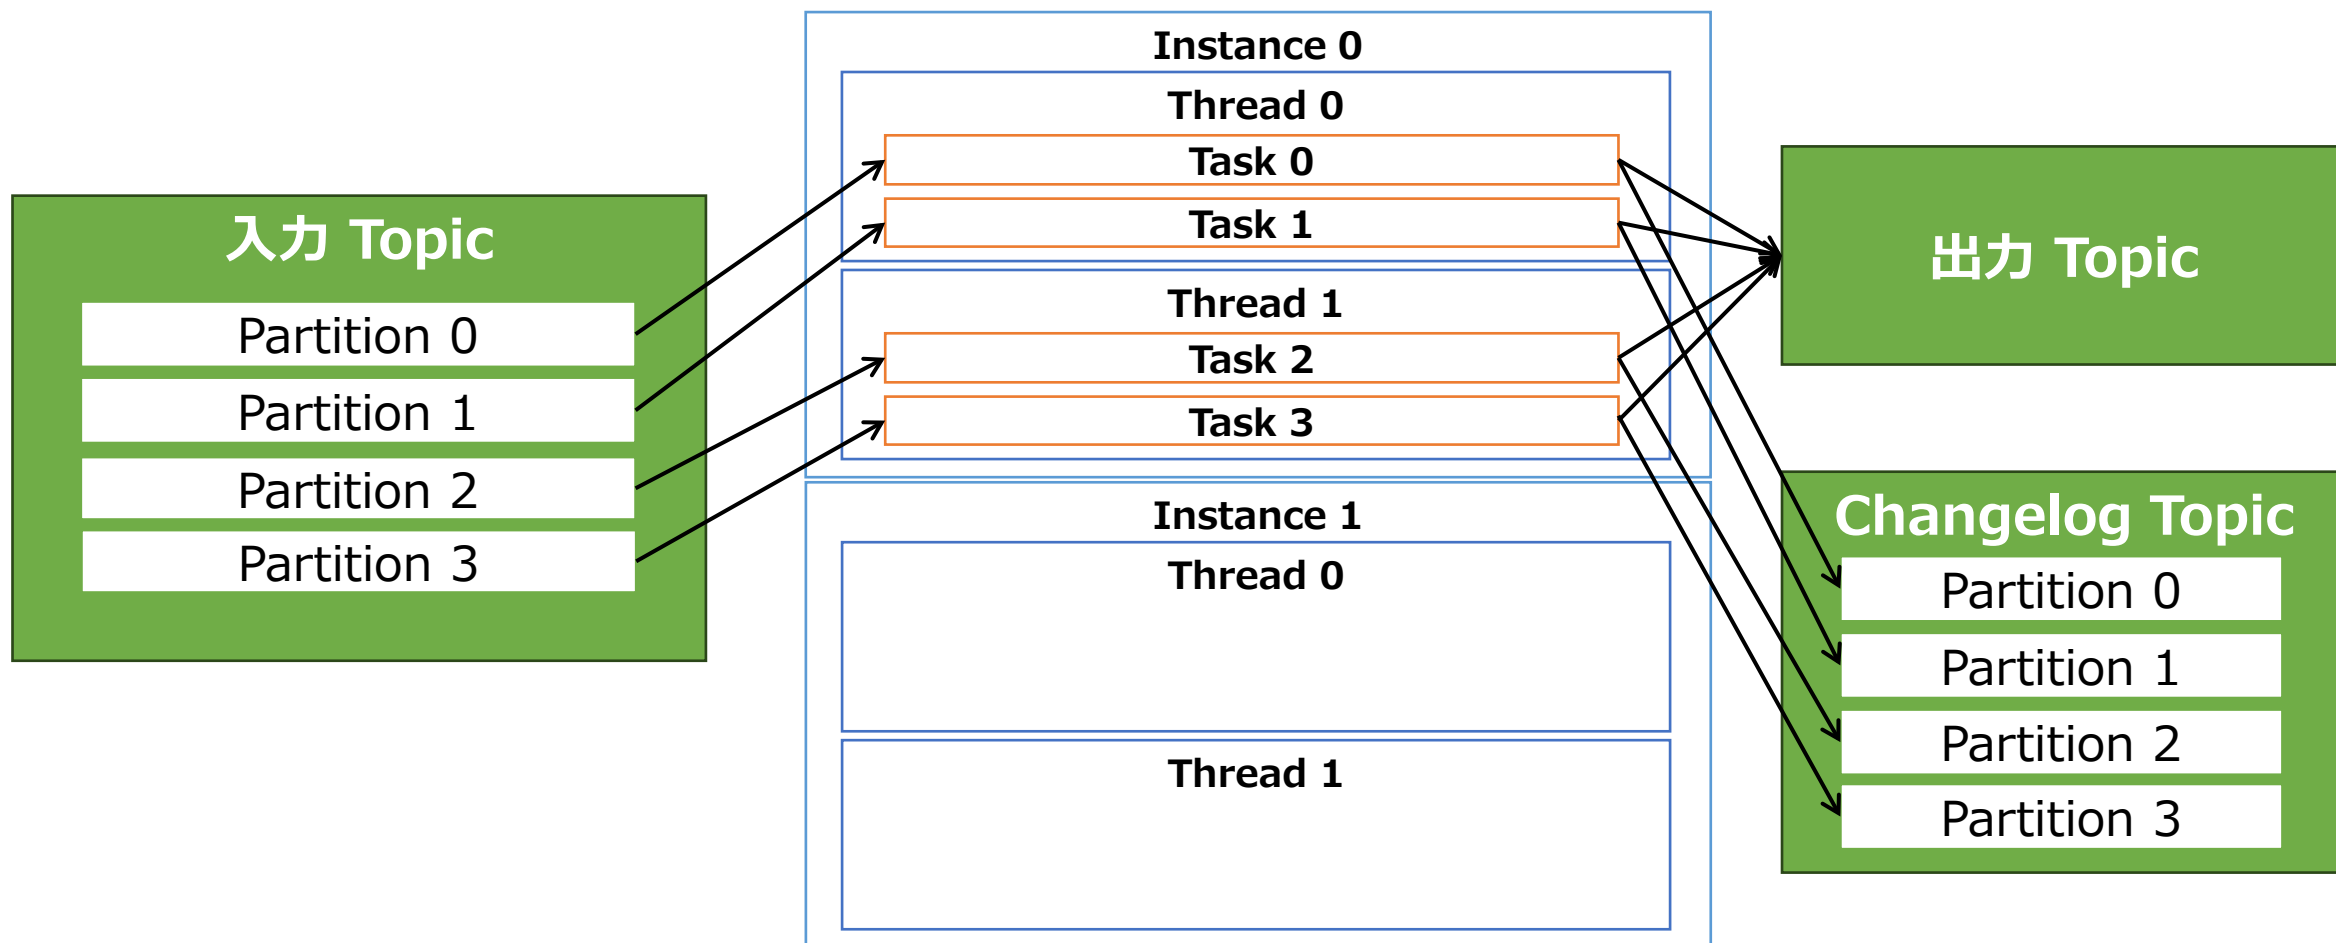 入力 Topic
Partition 0
Partition 1
Partition 2
Partition 3
Instance 0
Thread 0
Task 0
Task 1
Thread 1
Task 2
Task 3
Instance 1
Thread 0
Thread 1
出力 Topic
Changelog Topic
Partition 0
Partition 1
Partition 2
Partition 3